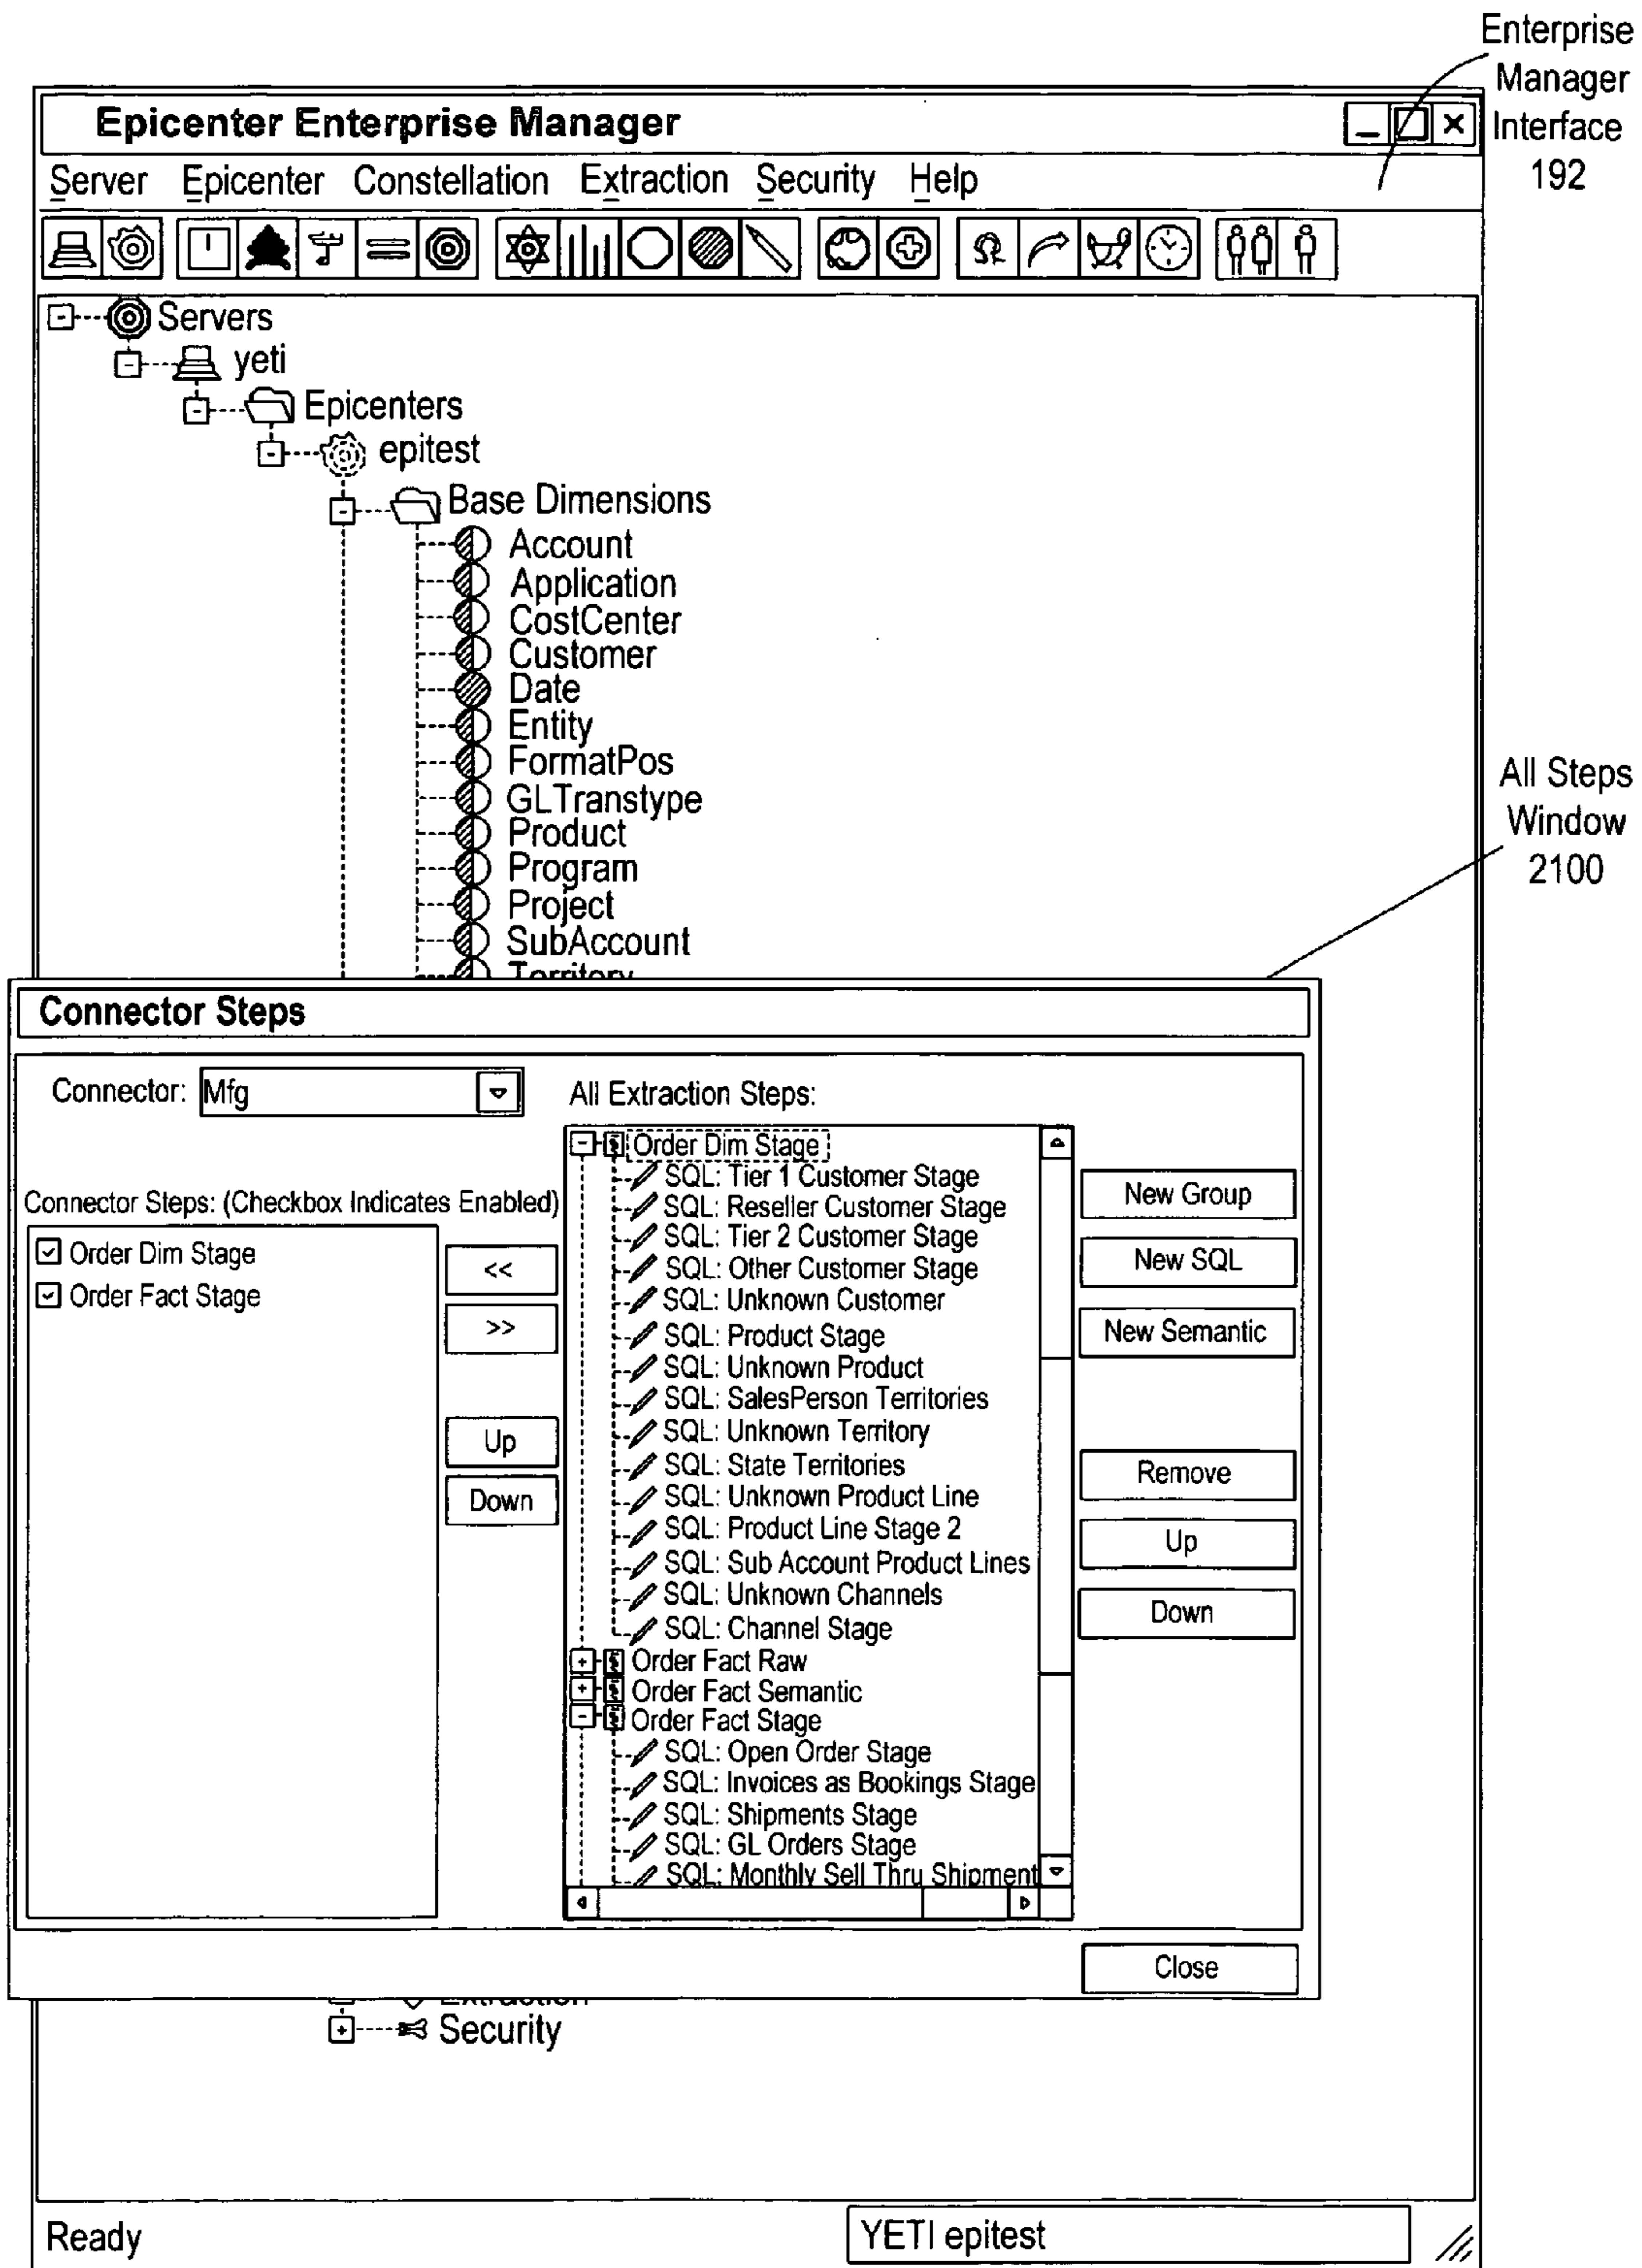 Enterprise
Manager
Interface
192
Epicenter Enterprise Manager
Server Epicenter Constellation Extraction Security Help
Servers
yeti
Epicenters
epitest
Base Dimensions
Account
Application
CostCenter
Customer
Date
Entity
FormatPos
GLTranstype
Product
Program
Project
SubAccount
Territory
All Steps
Window
2100
Connector Steps
Connector: Mfg
All Extraction Steps:
Connector Steps: (Checkbox Indicates Enabled)
Order Dim Stage
Order Fact Stage
<<
>>
Up
Down
Order Dim Stage
SQL: Tier 1 Customer Stage
SQL: Reseller Customer Stage
SQL: Tier 2 Customer Stage
SQL: Other Customer Stage
SQL: Unknown Customer
SQL: Product Stage
SQL: Unknown Product
SQL: SalesPerson Territories
SQL: Unknown Territory
SQL: State Territories
SQL: Unknown Product Line
SQL: Product Line Stage 2
SQL: Sub Account Product Lines
SQL: Unknown Channels
SQL: Channel Stage
Order Fact Raw
Order Fact Semantic
Order Fact Stage
SQL: Open Order Stage
SQL: Invoices as Bookings Stage
SQL: Shipments Stage
SQL: GL Orders Stage
SQL: Monthly Sell Thru Shipment
New Group
New SQL
New Semantic
Remove
Up
Down
Close
Extraction
Security
Ready
YETI epitest